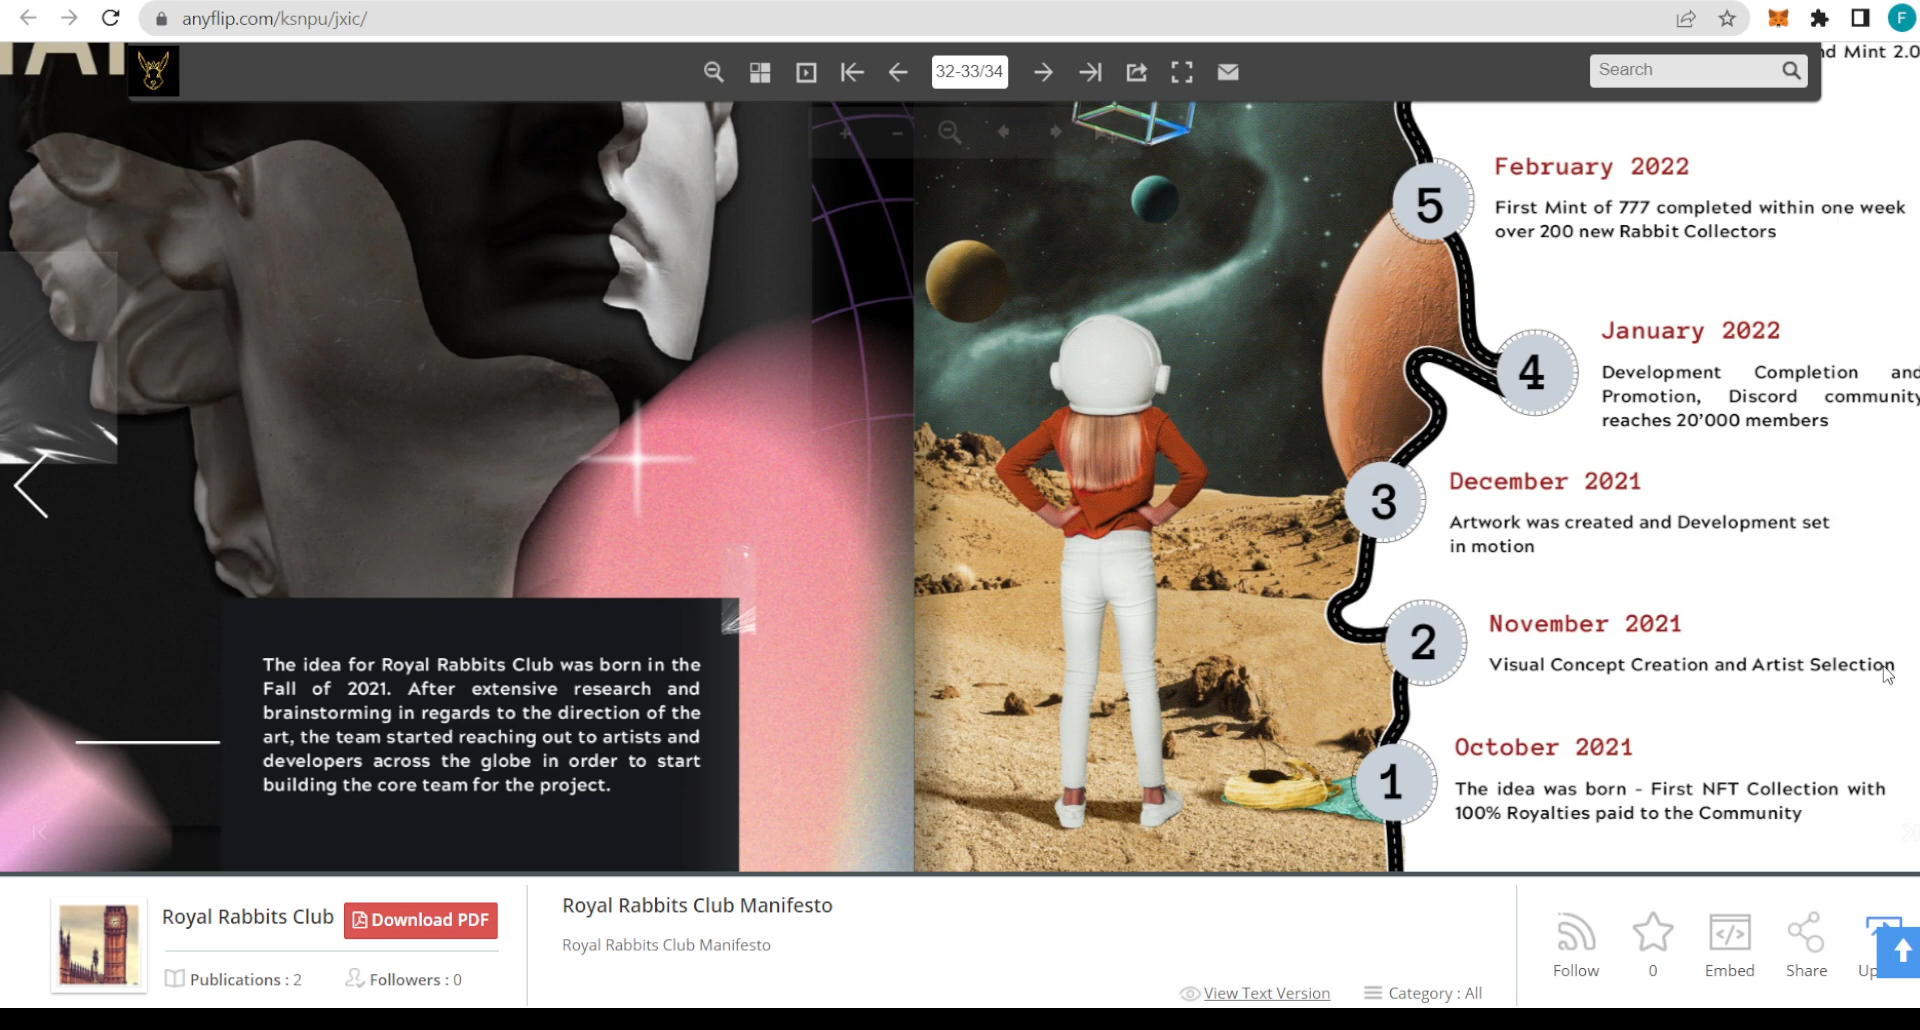 anyflip.com/ksnpu/jxic/
F
nd Mint 2.0
32-33/34
Search
5
February 2022
First Mint of 777 completed within one week
over 200 new Rabbit Collectors
4
January 2022
Development Completion and
Promotion, Discord community
reaches 20'000 members
3
December 2021
Artwork was created and Development set
in motion
2
November 2021
Visual Concept Creation and Artist Selection
1
October 2021
The idea was born - First NFT Collection with
100% Royalties paid to the Community
The idea for Royal Rabbits Club was born in the
Fall of 2021. After extensive research and
brainstorming in regards to the direction of the
art, the team started reaching out to artists and
developers across the globe in order to start
building the core team for the project.
Royal Rabbits Club
Download PDF
Publications : 2
Followers : 0
Royal Rabbits Club Manifesto
Royal Rabbits Club Manifesto
View Text Version
Category : All
Follow
0
Embed
Share
Up